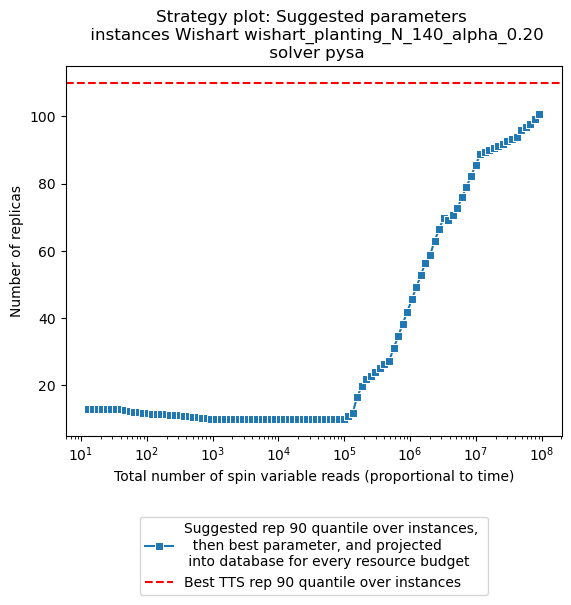 Strategy plot: Suggested parameters
instances Wishart wishart_planting_N_140_alpha_0.20
solver pysa
100
80
60
40
20
Number of replicas
10^1 10^2 10^3 10^4 10^5 10^6 10^7 10^8
Total number of spin variable reads (proportional to time)
Suggested rep 90 quantile over instances,
then best parameter, and projected
into database for every resource budget
Best TTS rep 90 quantile over instances